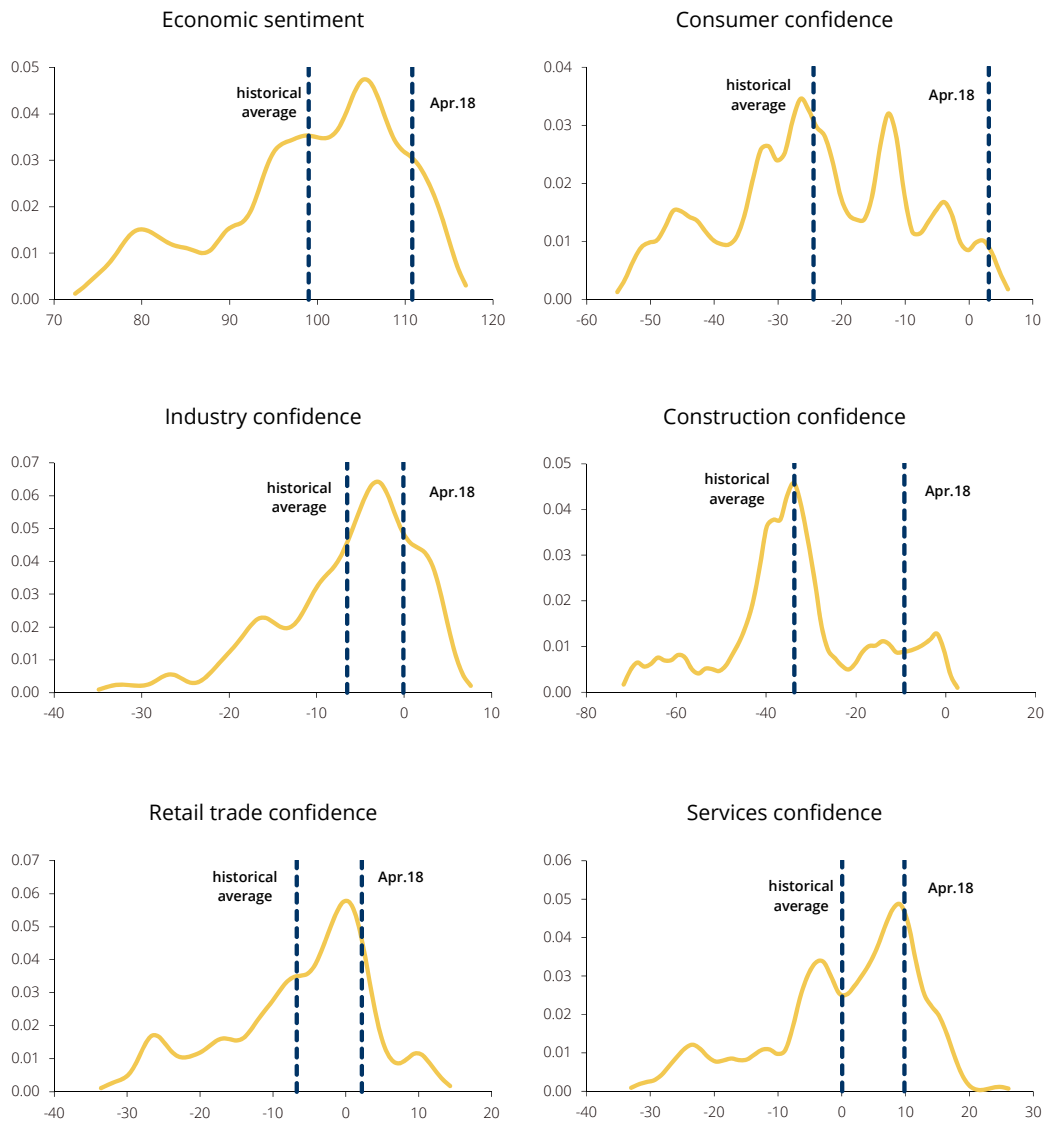 Economic sentiment
0.05
0.04
0.03
0.02
0.01
0.00
historical
average
Apr.18
70 80 90 100 110 120
Consumer confidence
0.04
0.03
0.02
0.01
0.00
historical
average
Apr.18
-60 -50 -40 -30 -20 -10 0 10
Industry confidence
0.07
0.06
0.05
0.04
0.03
0.02
0.01
0.00
historical
average
Apr.18
-40 -30 -20 -10 0 10
Construction confidence
0.05
0.04
0.03
0.02
0.01
0.00
historical
average
Apr.18
-80 -60 -40 -20 0 20
Retail trade confidence
0.07
0.06
0.05
0.04
0.03
0.02
0.01
0.00
historical
average
Apr.18
-40 -30 -20 -10 0 10 20
Services confidence
0.06
0.05
0.04
0.03
0.02
0.01
0.00
historical
average
Apr.18
-40 -30 -20 -10 0 10 20 30